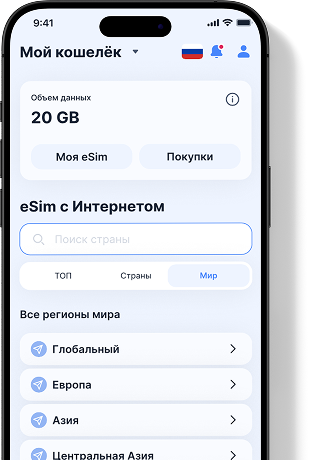 9:41
Мой кошелёк
Объем данных
20 GB
Моя eSim
Покупки
eSim с Интернетом
Поиск страны
ТОП
Страны
Мир
Все регионы мира
Глобальный
Европа
Азия
Центральная Азия